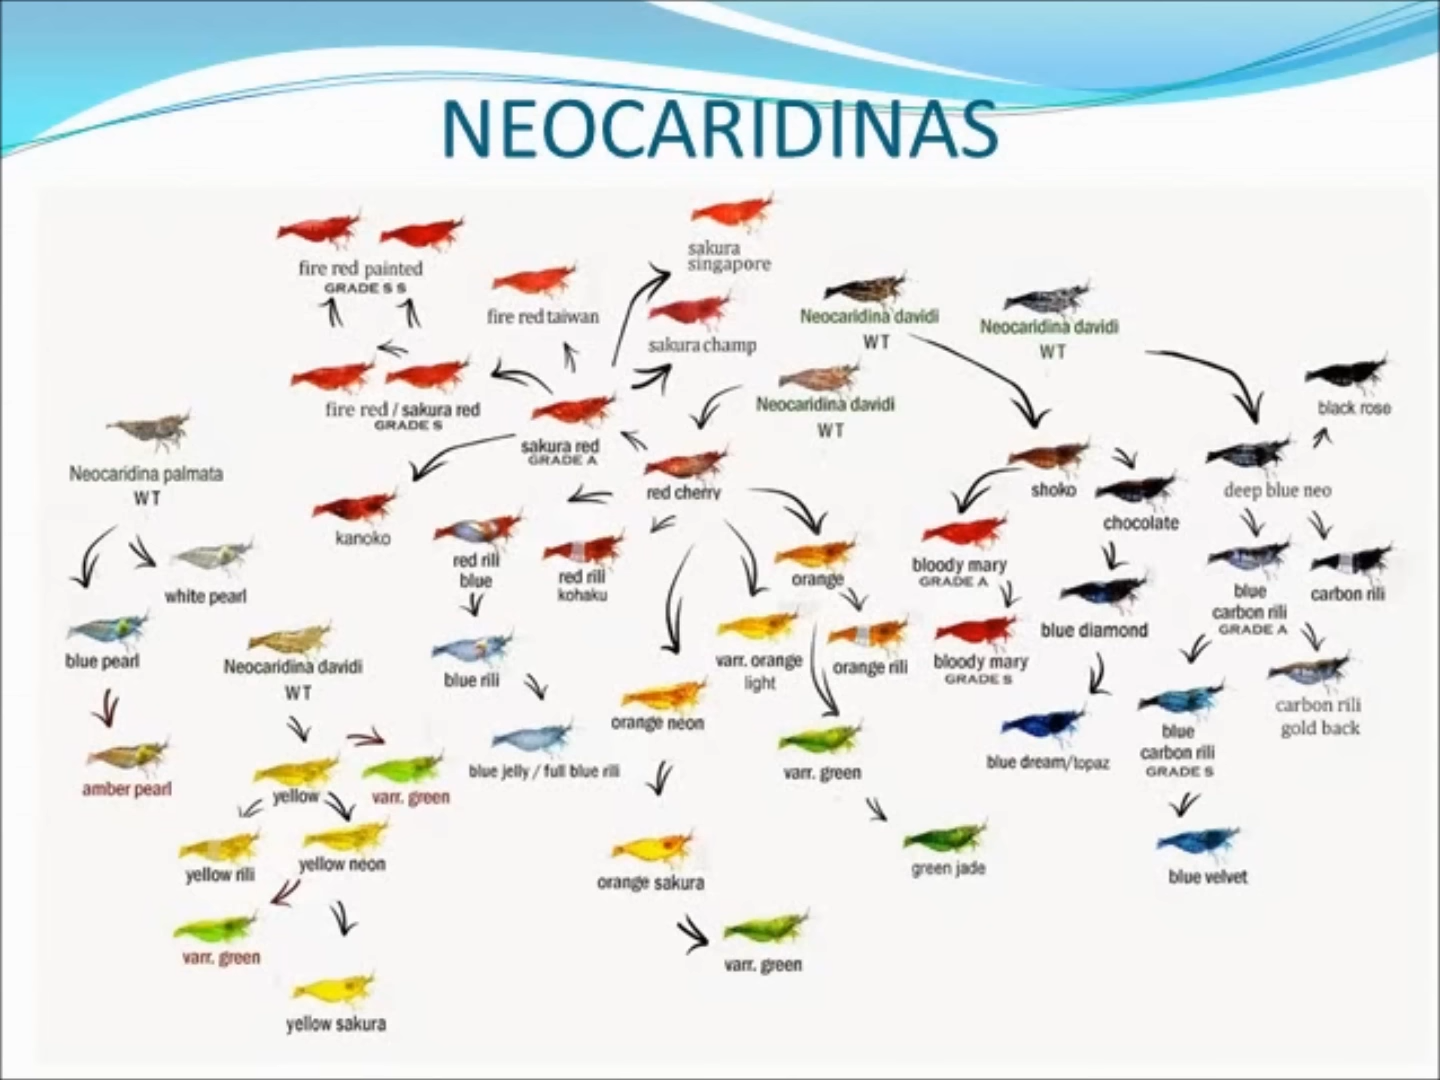 NEOCARIDINAS
fire red painted
GRADE S S
fire red taiwan
sakura
singapore
sakura champ
Neocaridina davidi
WT
Neocaridina davidi
WT
Neocaridina davidi
WT
black rose
fire red / sakura red
GRADE S
sakura red
GRADE A
red cherry
Neocaridina palmata
WT
kanoko
red rili
blue
red rili
kohaku
orange
shoko
chocolate
deep blue neo
bloody mary
GRADE A
blue
carbon rili
GRADE A
carbon rili
white pearl
blue pearl
Neocaridina davidi
WT
blue rili
varr. orange
light
orange rili
bloody mary
GRADE S
blue diamond
orange neon
carbon rili
gold back
amber pearl
yellow
varr. green
blue jelly / full blue rili
varr. green
blue dream/topaz
blue
carbon rili
GRADE S
yellow rili
yellow neon
orange sakura
green jade
blue velvet
varr. green
varr. green
yellow sakura